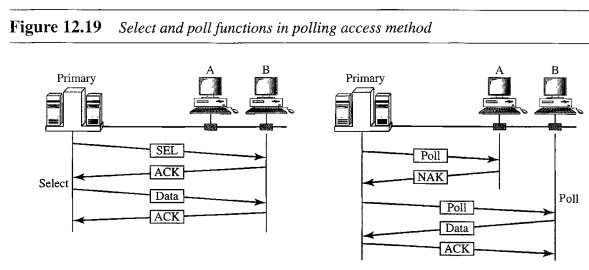 Figure 12.19 Select and poll functions in polling access method
Primary
A
B
SEL
ACK
Select
Data
ACK
Primary
A
B
Poll
NAK
Poll
Poll
Data
ACK